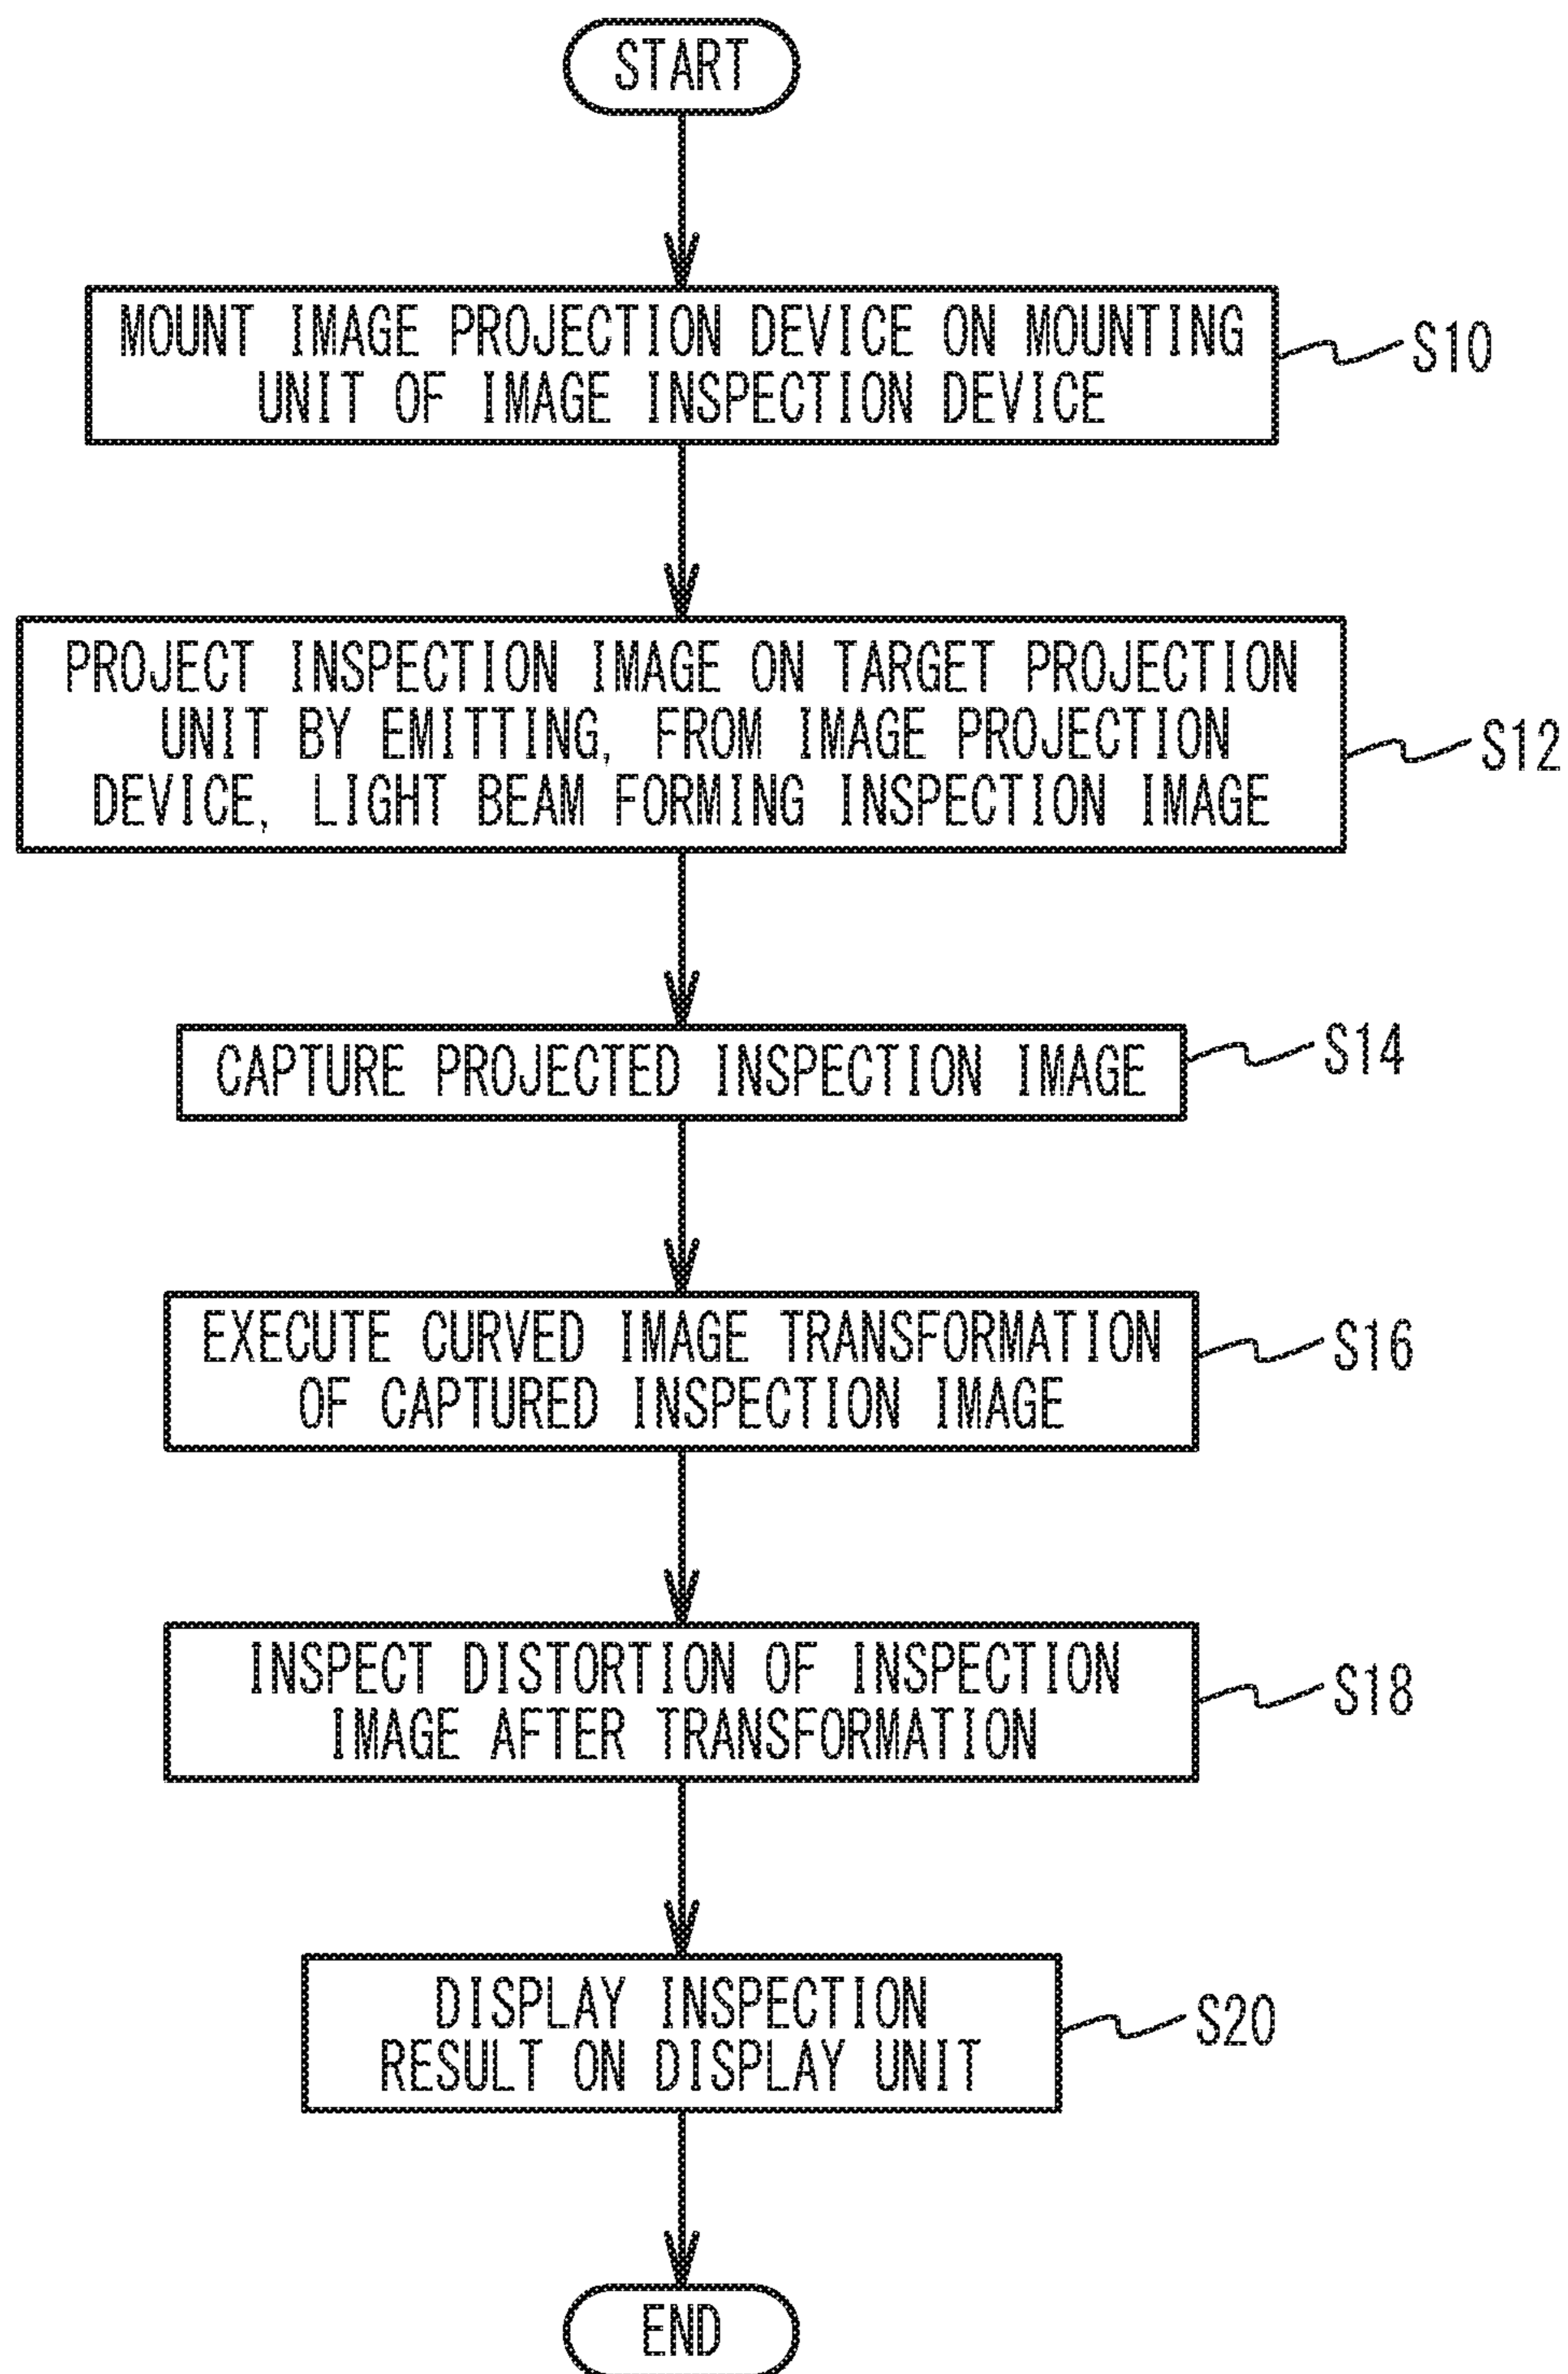 START
MOUNT IMAGE PROJECTION DEVICE ON MOUNTING
UNIT OF IMAGE INSPECTION DEVICE
S10
PROJECT INSPECTION IMAGE ON TARGET PROJECTION
UNIT BY EMITTING, FROM IMAGE PROJECTION
DEVICE, LIGHT BEAM FORMING INSPECTION IMAGE
S12
CAPTURE PROJECTED INSPECTION IMAGE
S14
EXECUTE CURVED IMAGE TRANSFORMATION
OF CAPTURED INSPECTION IMAGE
S16
INSPECT DISTORTION OF INSPECTION
IMAGE AFTER TRANSFORMATION
S18
DISPLAY INSPECTION
RESULT ON DISPLAY UNIT
S20
END